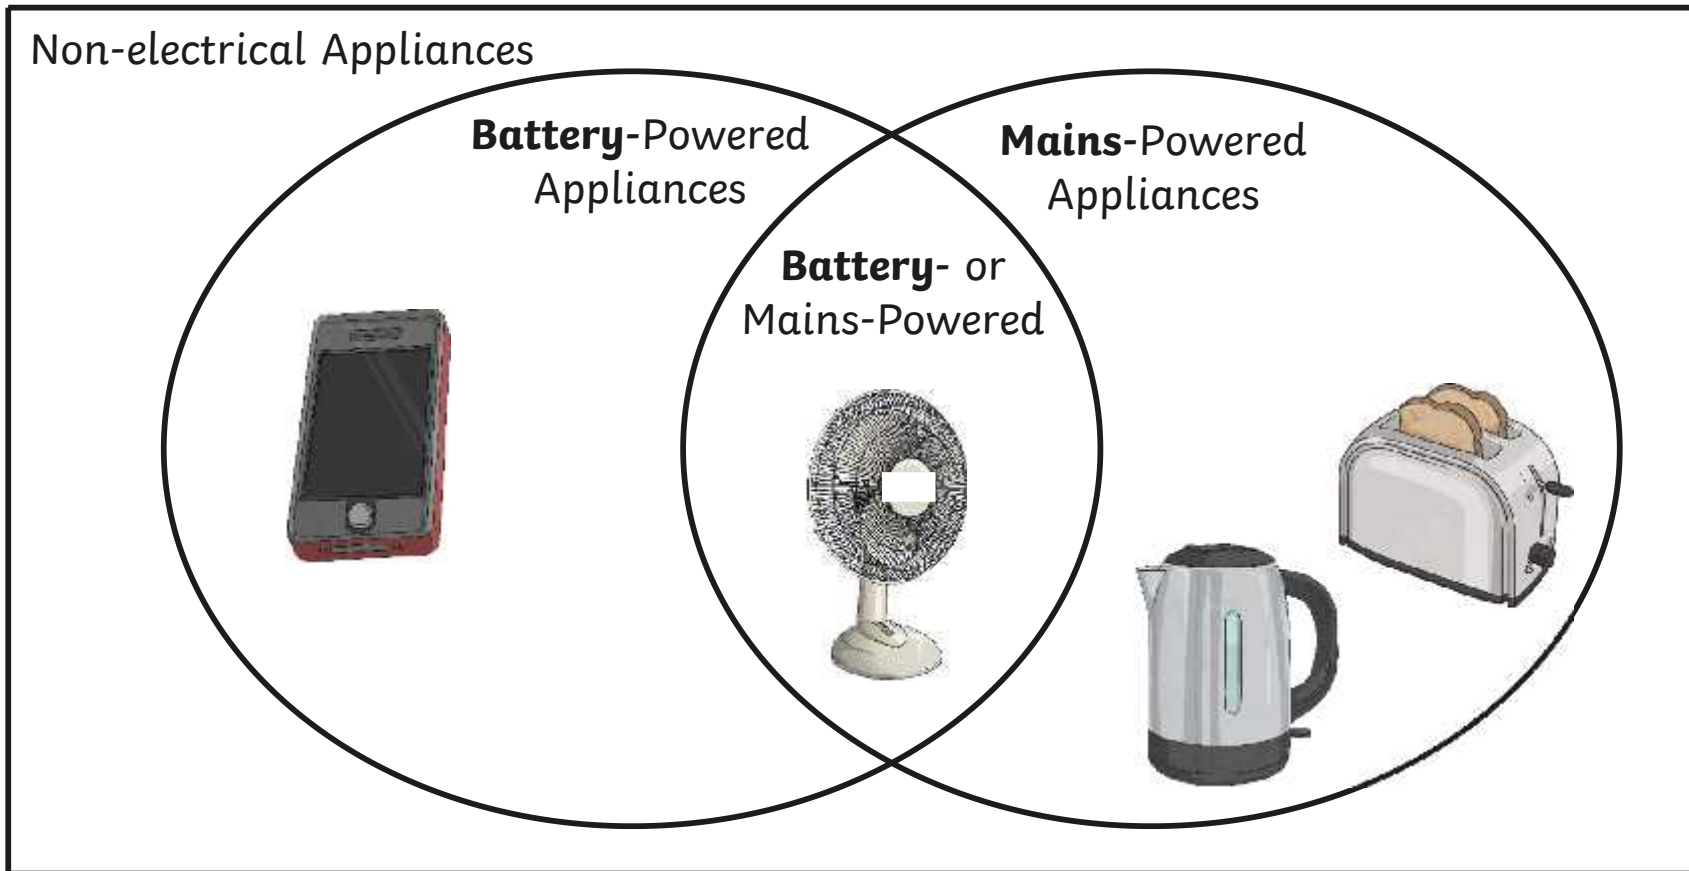 Non-electrical Appliances
Battery-Powered
Appliances
Mains-Powered
Appliances
Battery- or
Mains-Powered